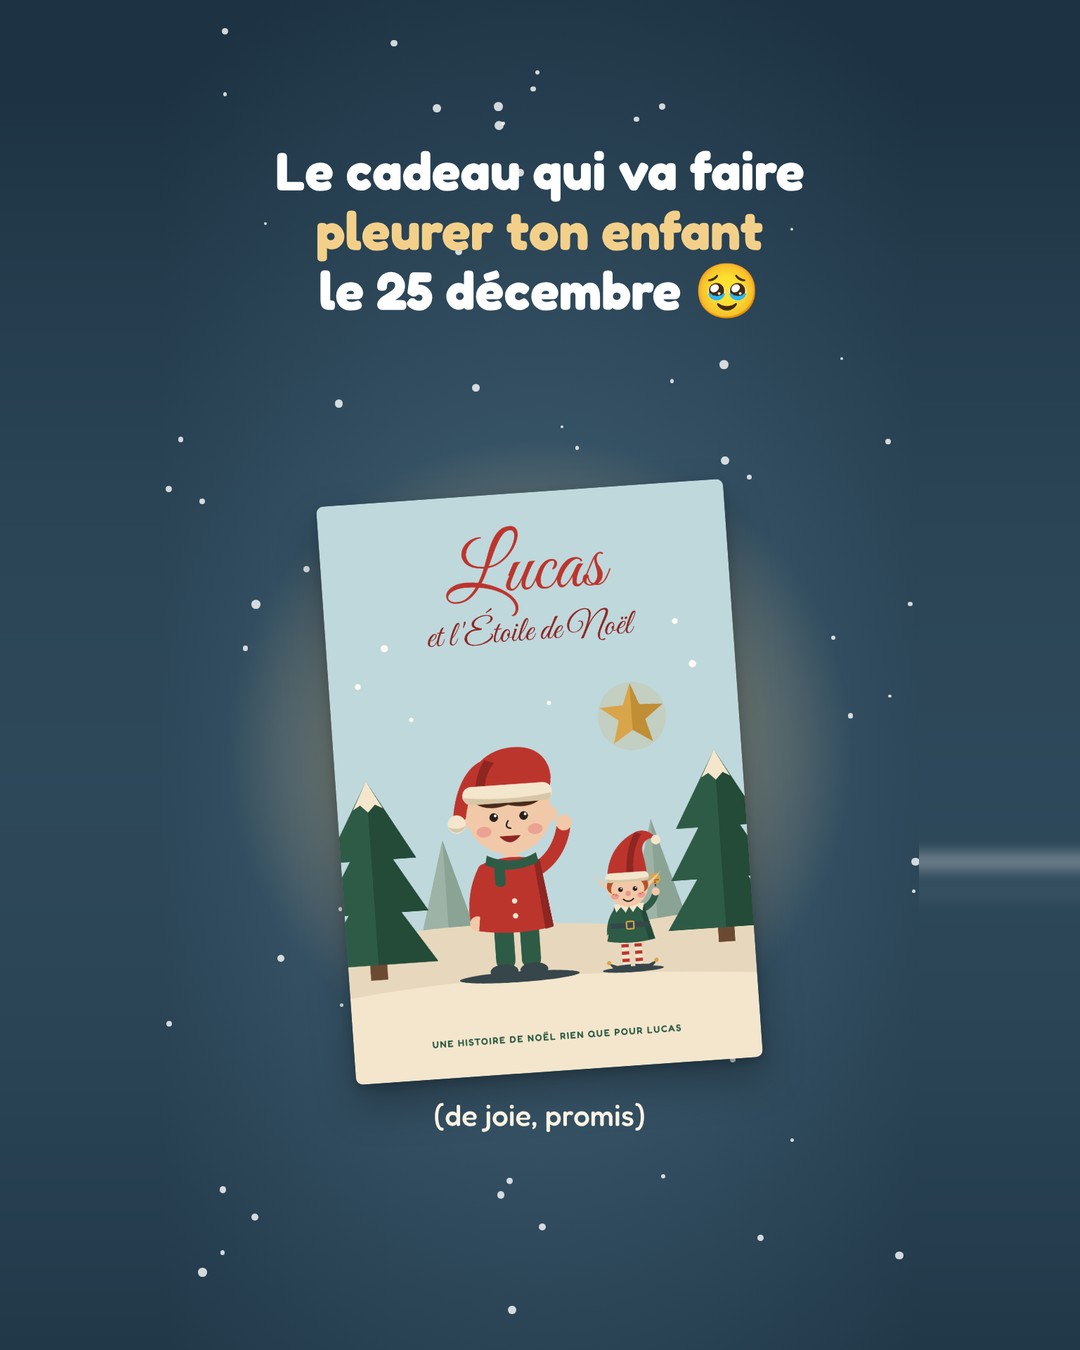 Le cadeau qui va faire
pleurer ton enfant
le 25 décembre 🥹
Lucas
et l'Étoile de Noël
UNE HISTOIRE DE NOËL RIEN QUE POUR LUCAS
(de joie, promis)